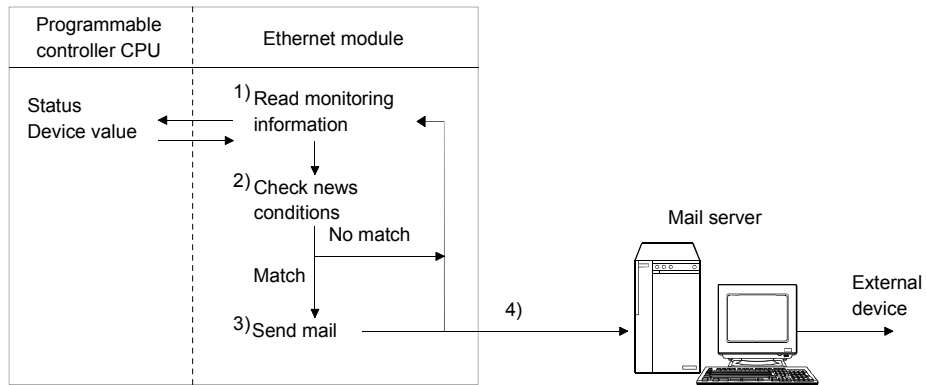 Programmable
controller CPU
Ethernet module
Status
Device value
1) Read monitoring
information
2) Check news
conditions
No match
Match
3) Send mail
4)
Mail server
External
device